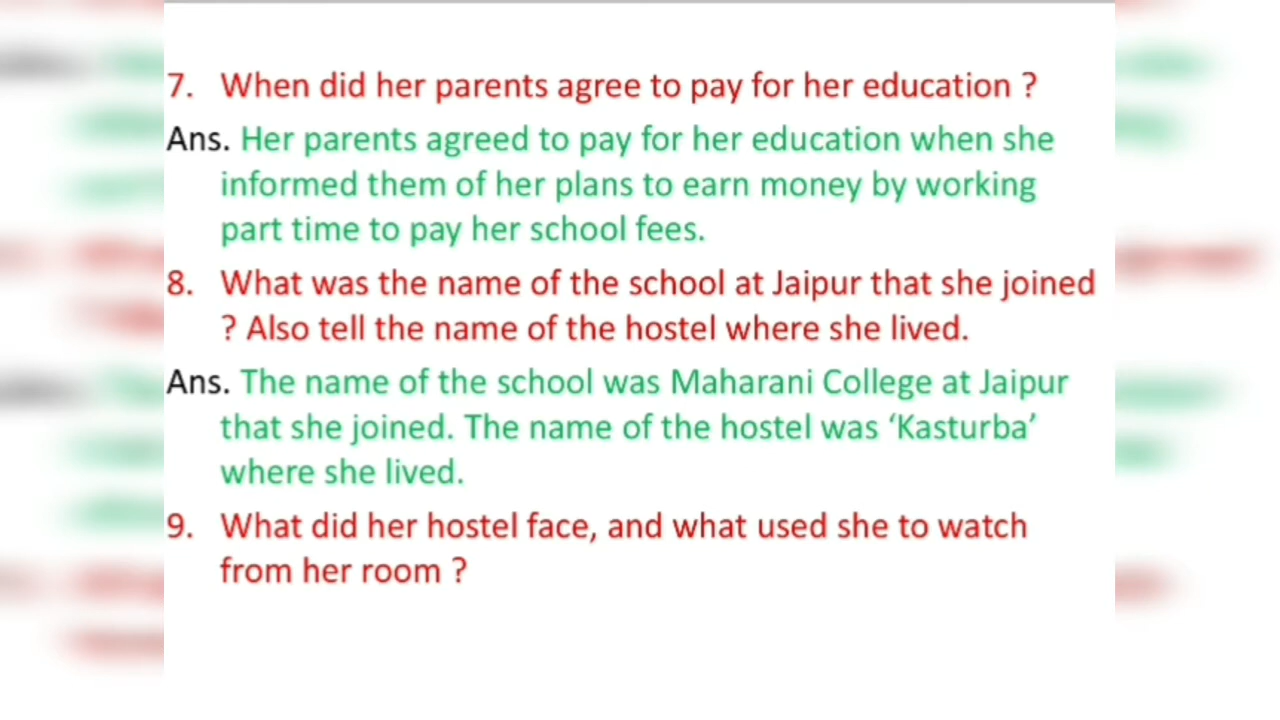 7. When did her parents agree to pay for her education ?
Ans. Her parents agreed to pay for her education when she
informed them of her plans to earn money by working
part time to pay her school fees.
8. What was the name of the school at Jaipur that she joined
? Also tell the name of the hostel where she lived.
Ans. The name of the school was Maharani College at Jaipur
that she joined. The name of the hostel was ‘Kasturba’
where she lived.
9. What did her hostel face, and what used she to watch
from her room ?